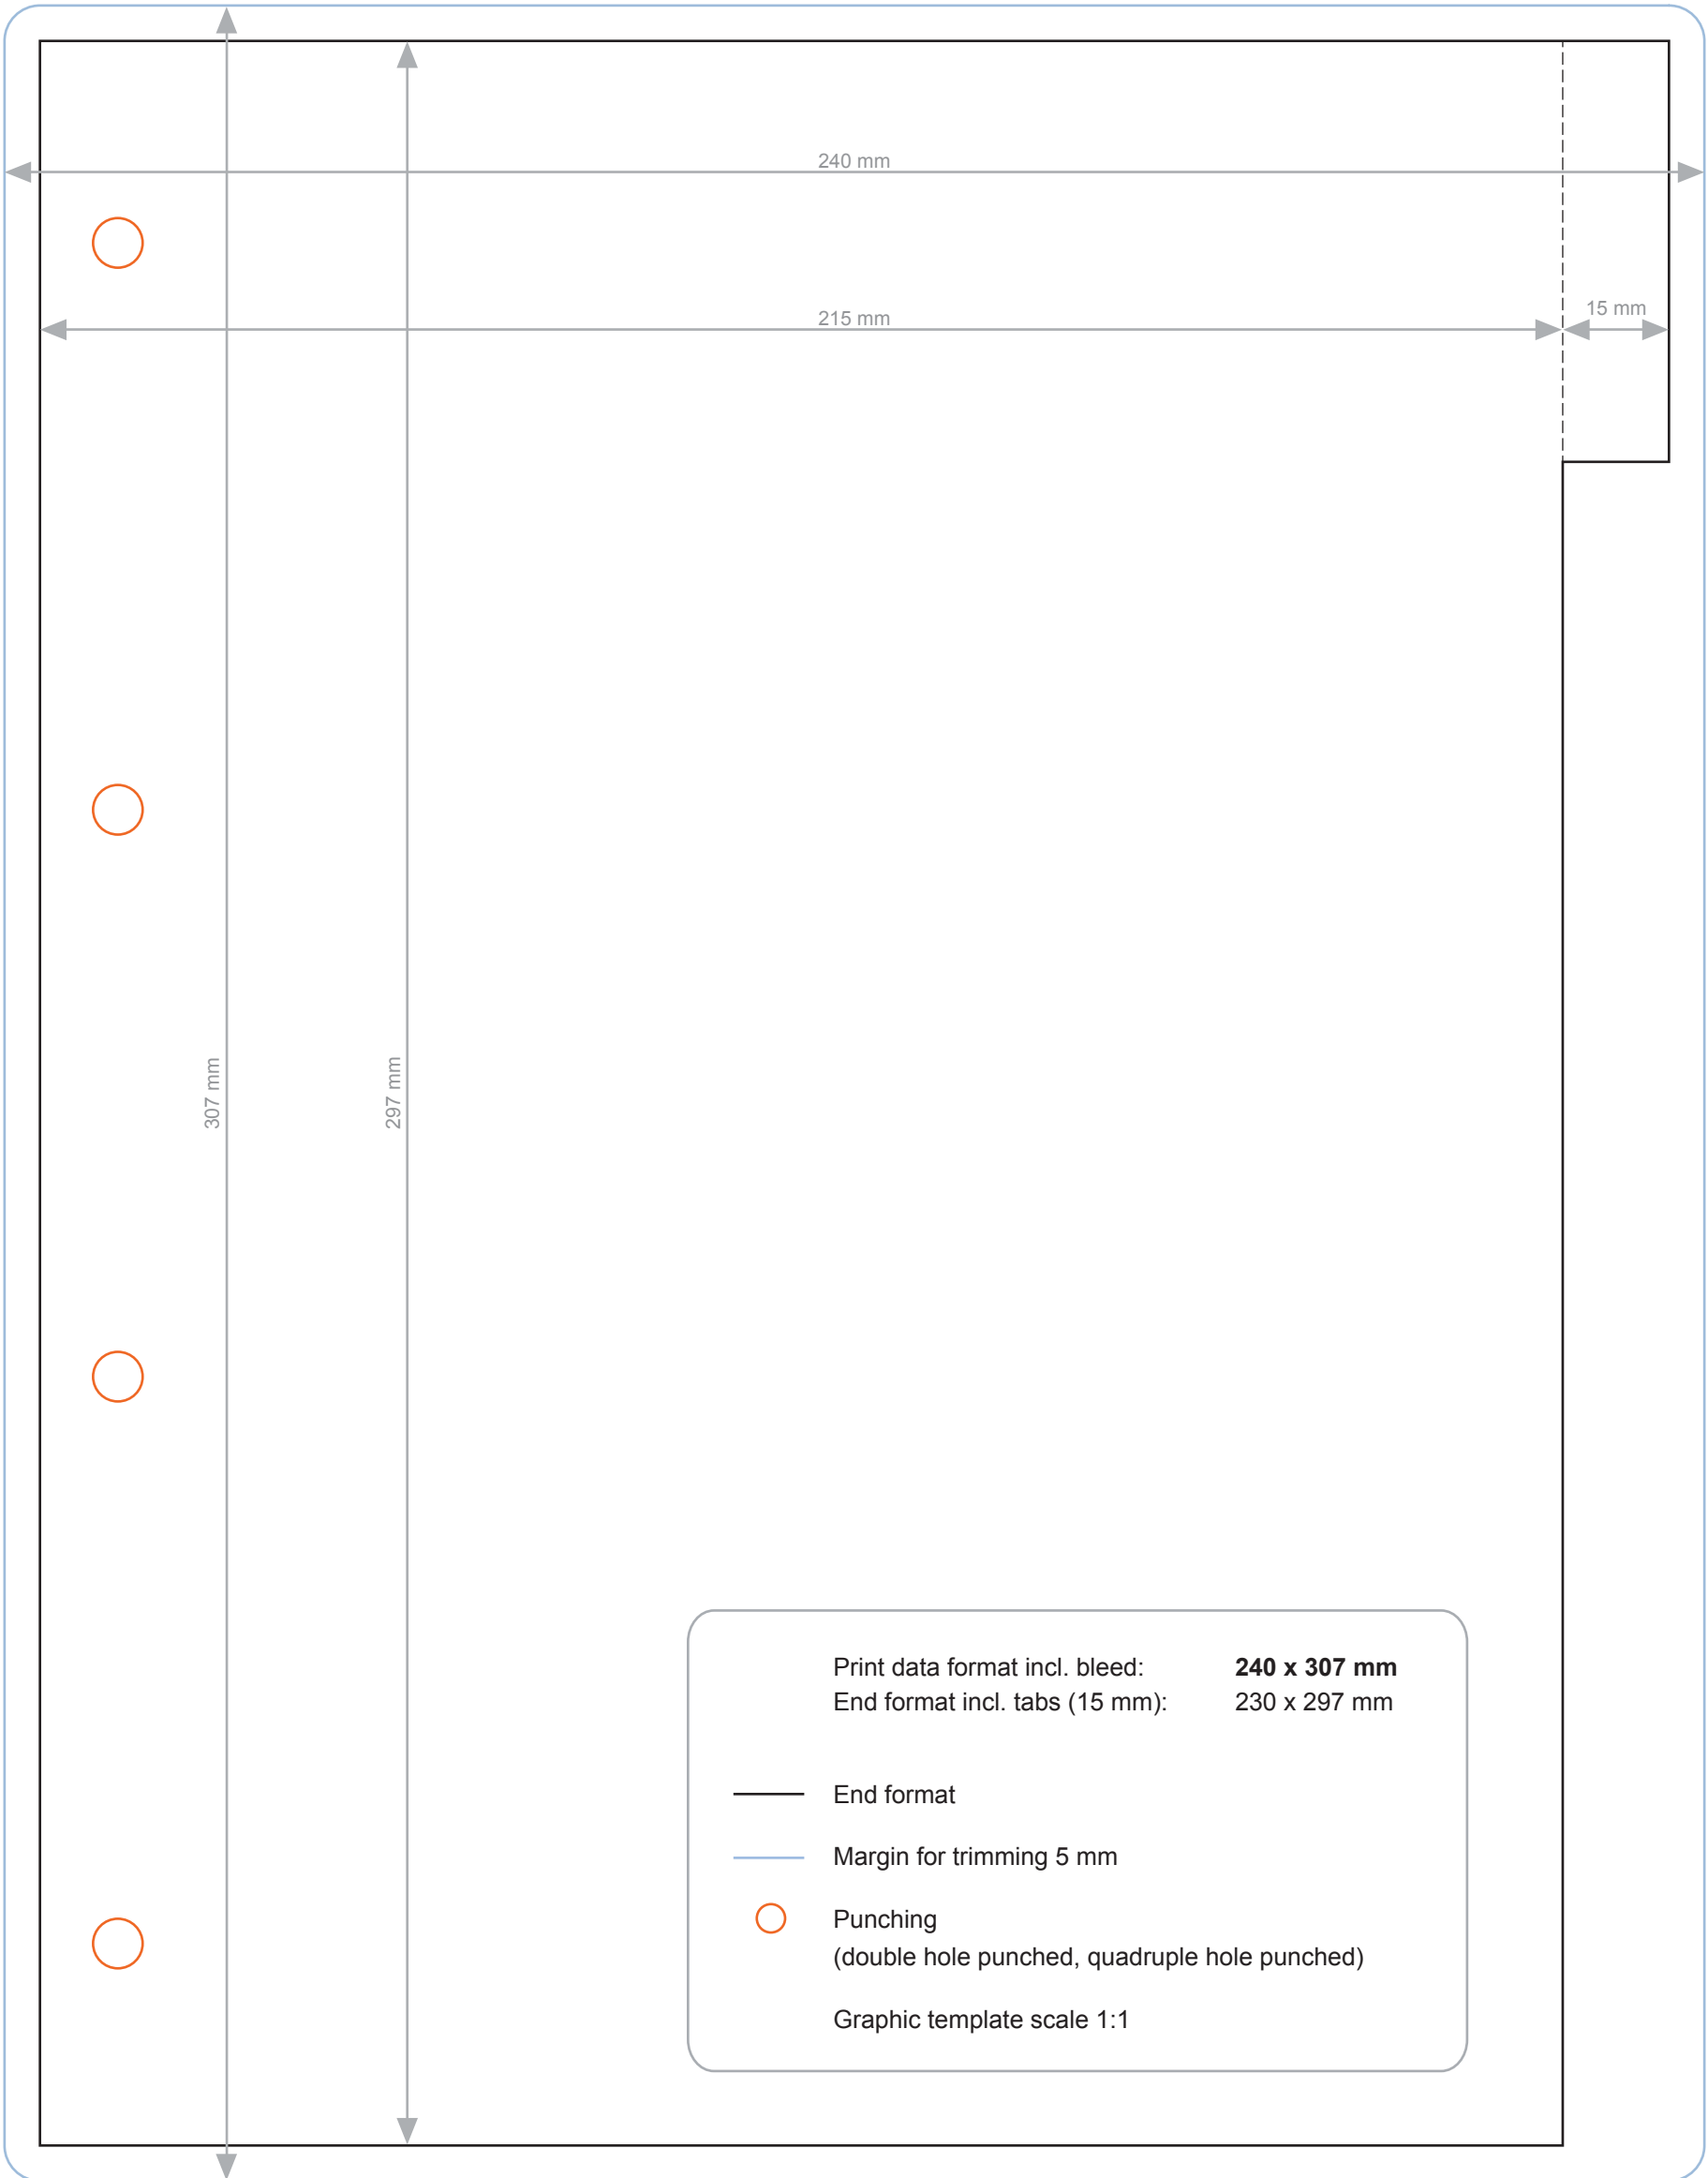 240 mm
215 mm
15 mm
307 mm
297 mm
Print data format incl. bleed: 240 x 307 mm
End format incl. tabs (15 mm): 230 x 297 mm
End format
Margin for trimming 5 mm
Punching
(double hole punched, quadruple hole punched)
Graphic template scale 1:1